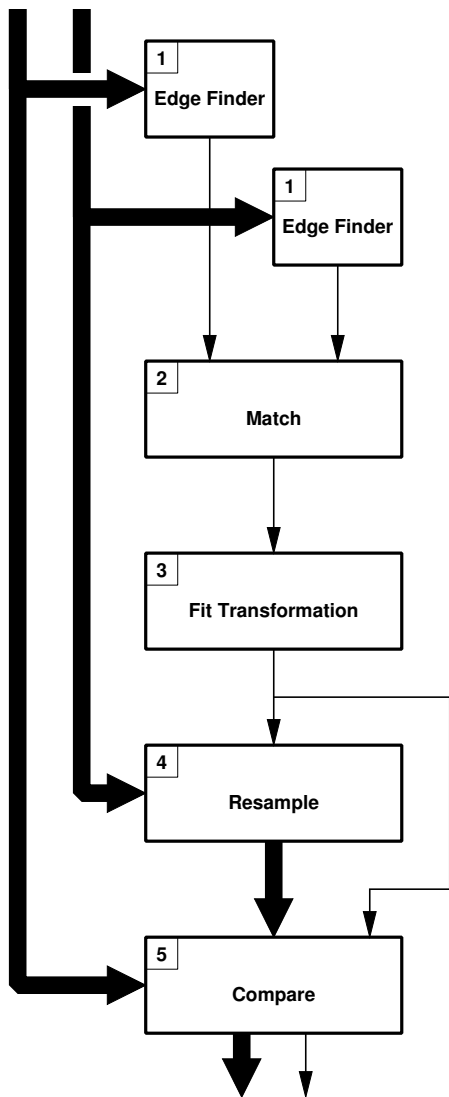 1
Edge Finder
1
Edge Finder
2
Match
3
Fit Transformation
4
Resample
5
Compare